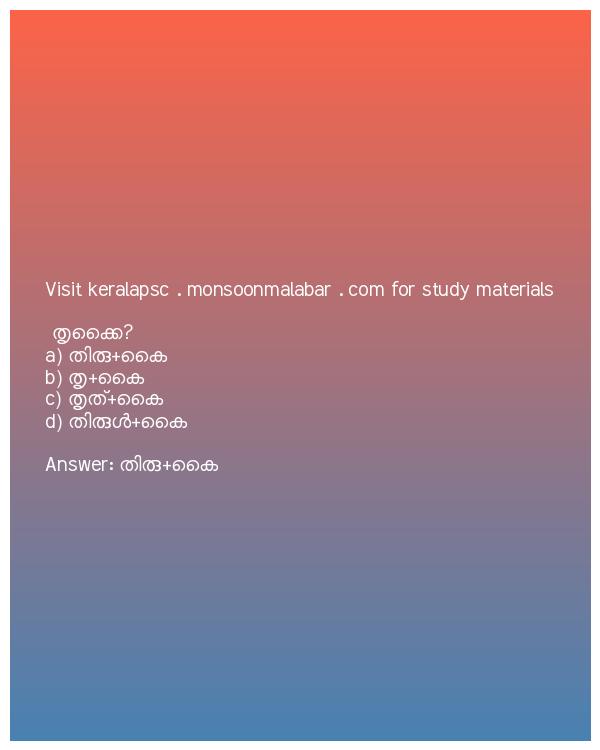 Visit keralapsc . monsoonmalabar . com for study materials
തൃക്കൈ?
a) തിരു+കൈ
b) തൃ+കൈ
c) തൃത്+കൈ
d) തിരുൾ+കൈ
Answer: തിരു+കൈ